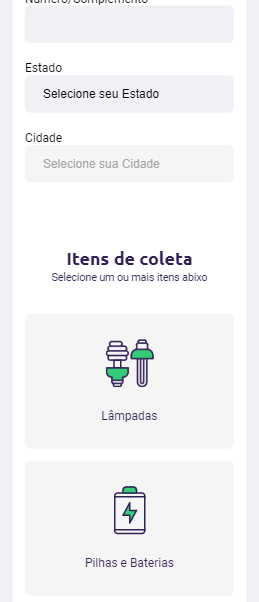 Número/Complemento
Estado
Selecione seu Estado
Cidade
Selecione sua Cidade
Itens de coleta
Selecione um ou mais itens abixo
Lâmpadas
Pilhas e Baterias